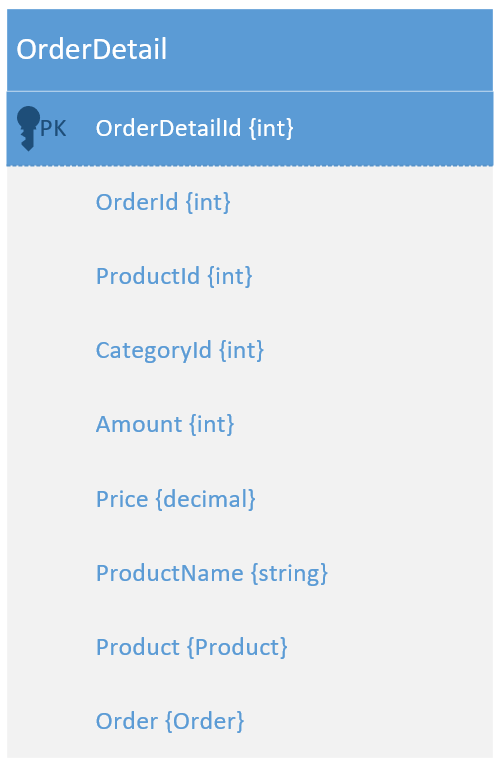 OrderDetail
PK OrderDetailId {int}
OrderId {int}
ProductId {int}
CategoryId {int}
Amount {int}
Price {decimal}
ProductName {string}
Product {Product}
Order {Order}